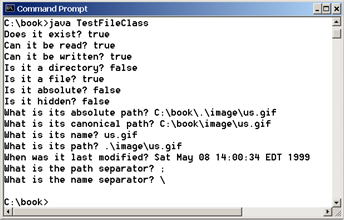 Command Prompt
C:\book>java TestFileClass
Does it exist? true
Can it be read? true
Can it be written? true
Is it a directory? false
Is it a file? true
Is it absolute? false
Is it hidden? false
What is its absolute path? C:\book\.\image\us.gif
What is its canonical path? C:\book\image\us.gif
What is its name? us.gif
What is its path? .\image\us.gif
When was it last modified? Sat May 08 14:00:34 EDT 1999
What is the path separator? ;
What is the name separator? \
C:\book>